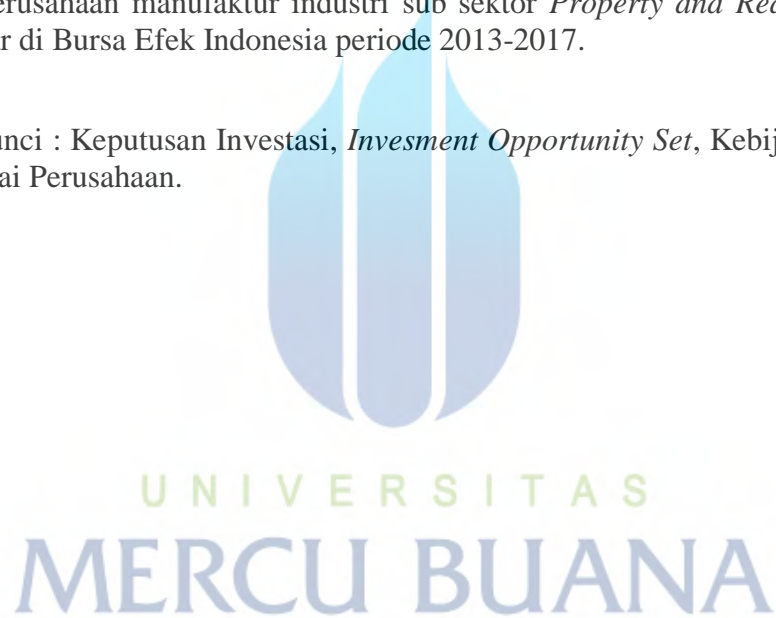 erusahaan manufaktur industri sub sektor Property and Rea
r di Bursa Efek Indonesia periode 2013-2017.
unci : Keputusan Investasi, Invesment Opportunity Set, Kebij
ai Perusahaan.
UNIVERSITAS
MERCU BUANA